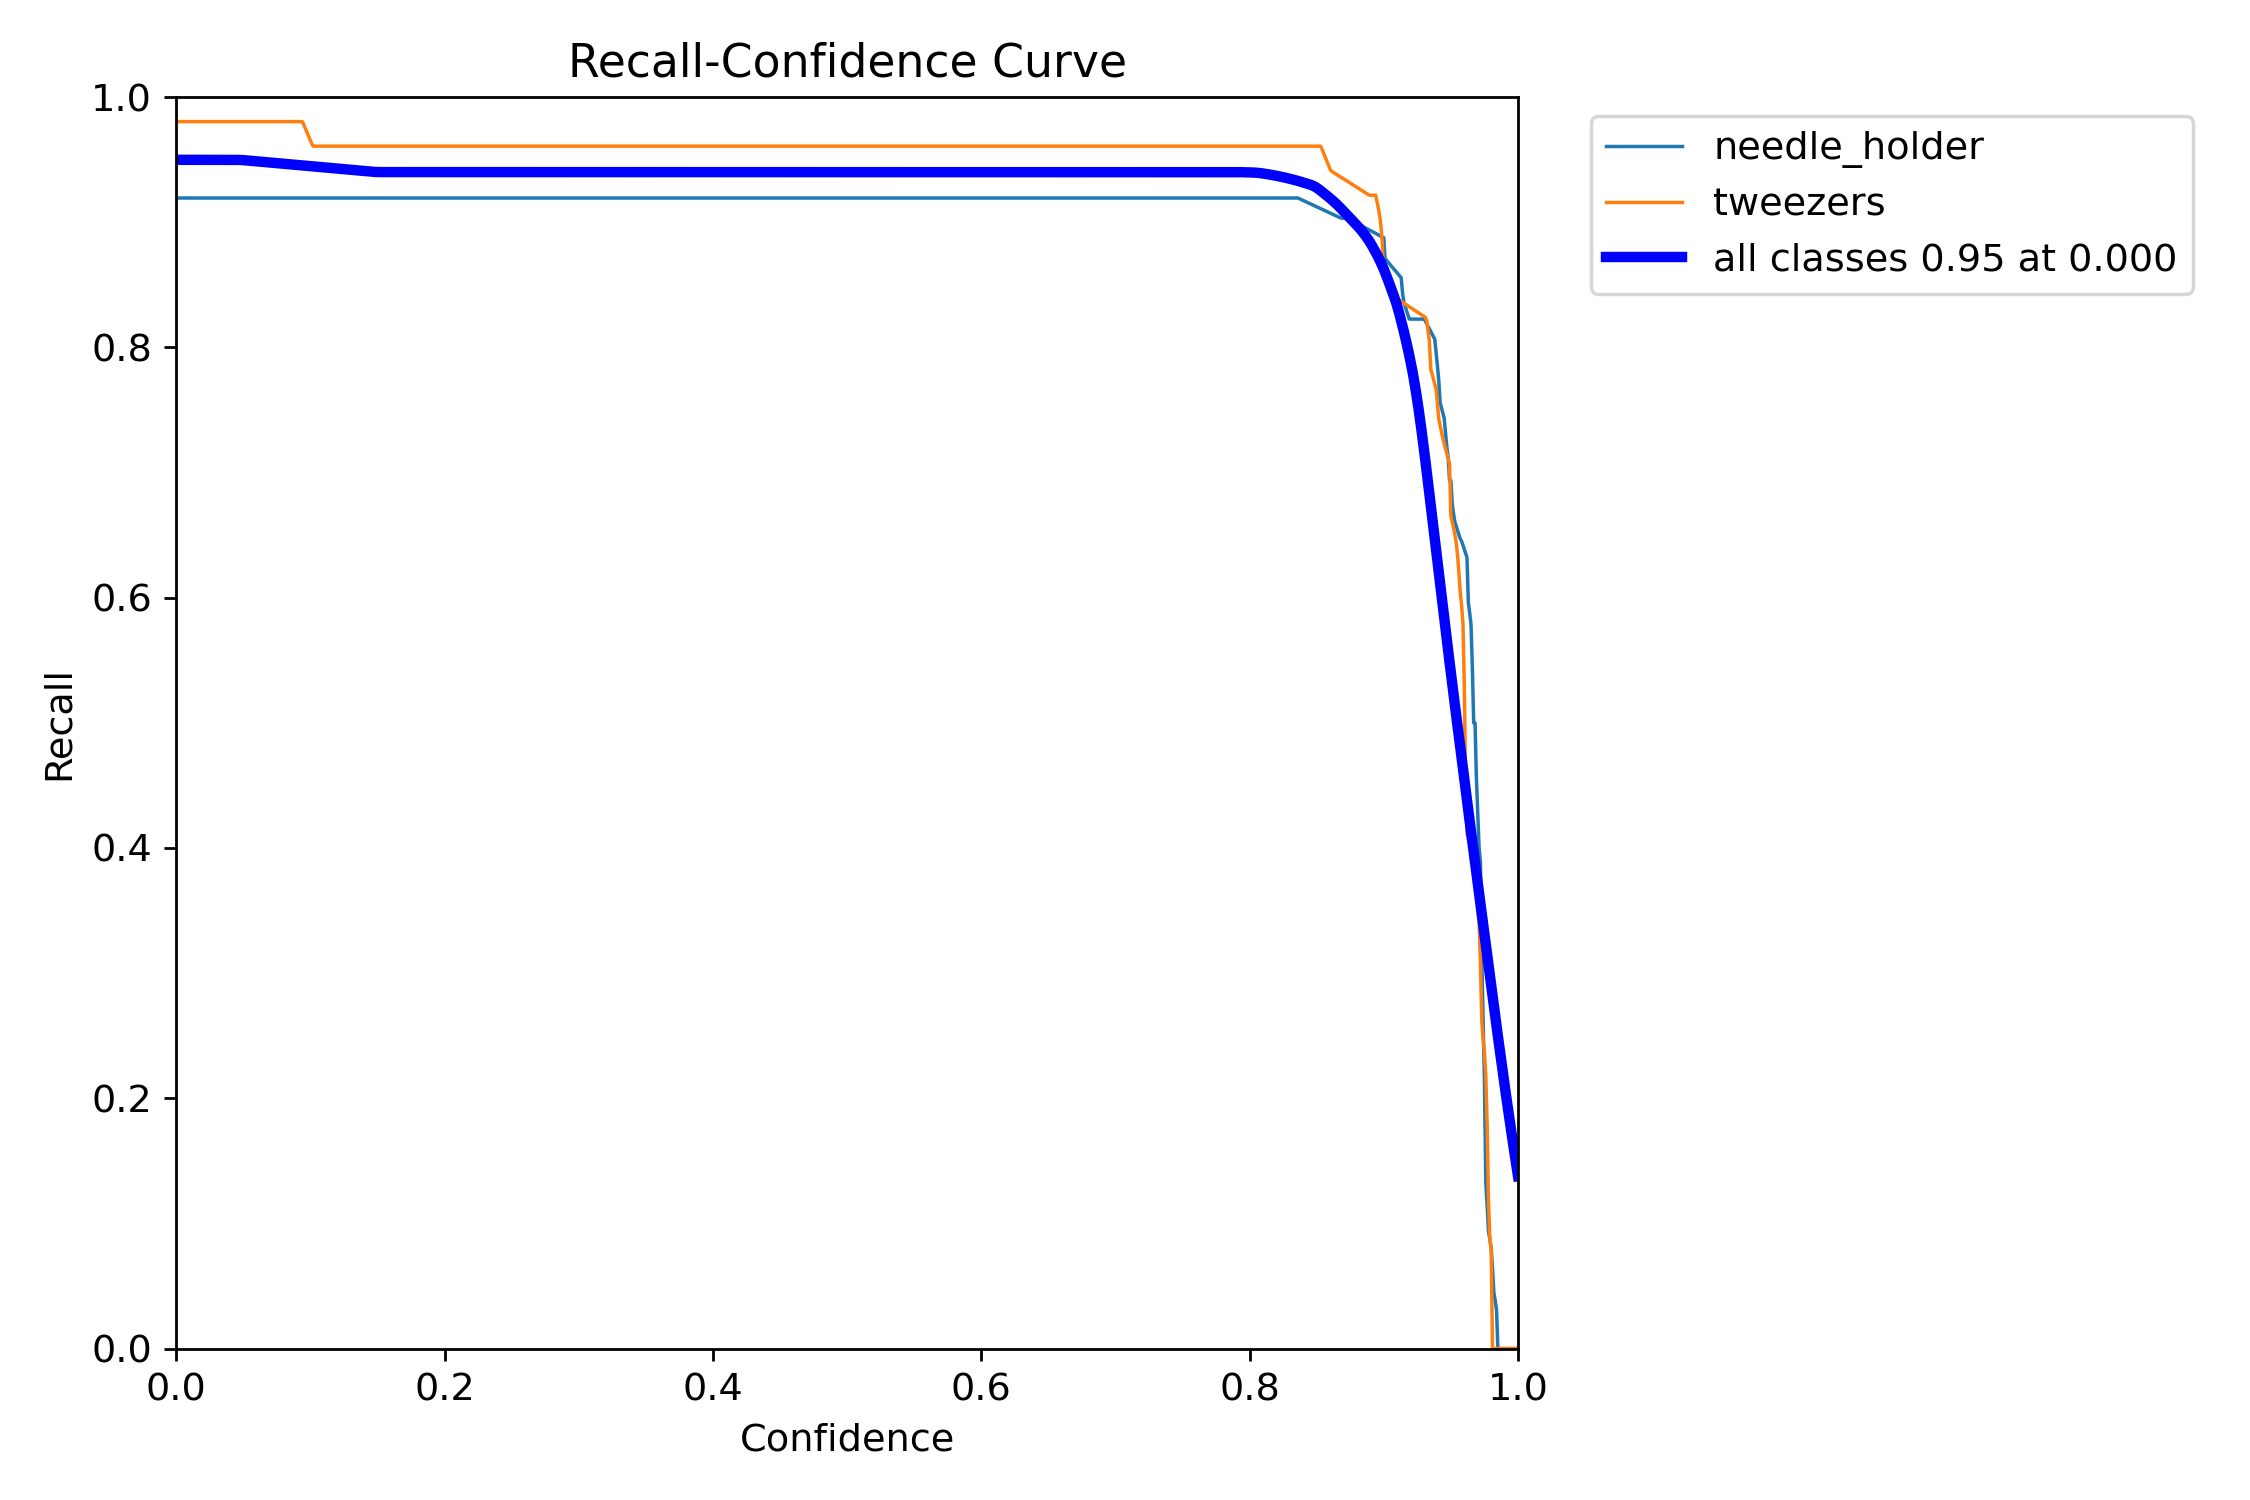 Recall-Confidence Curve
1.0
0.8
0.6
0.4
0.2
0.0
Recall
0.0 0.2 0.4 0.6 0.8 1.0
Confidence
needle_holder
tweezers
all classes 0.95 at 0.000